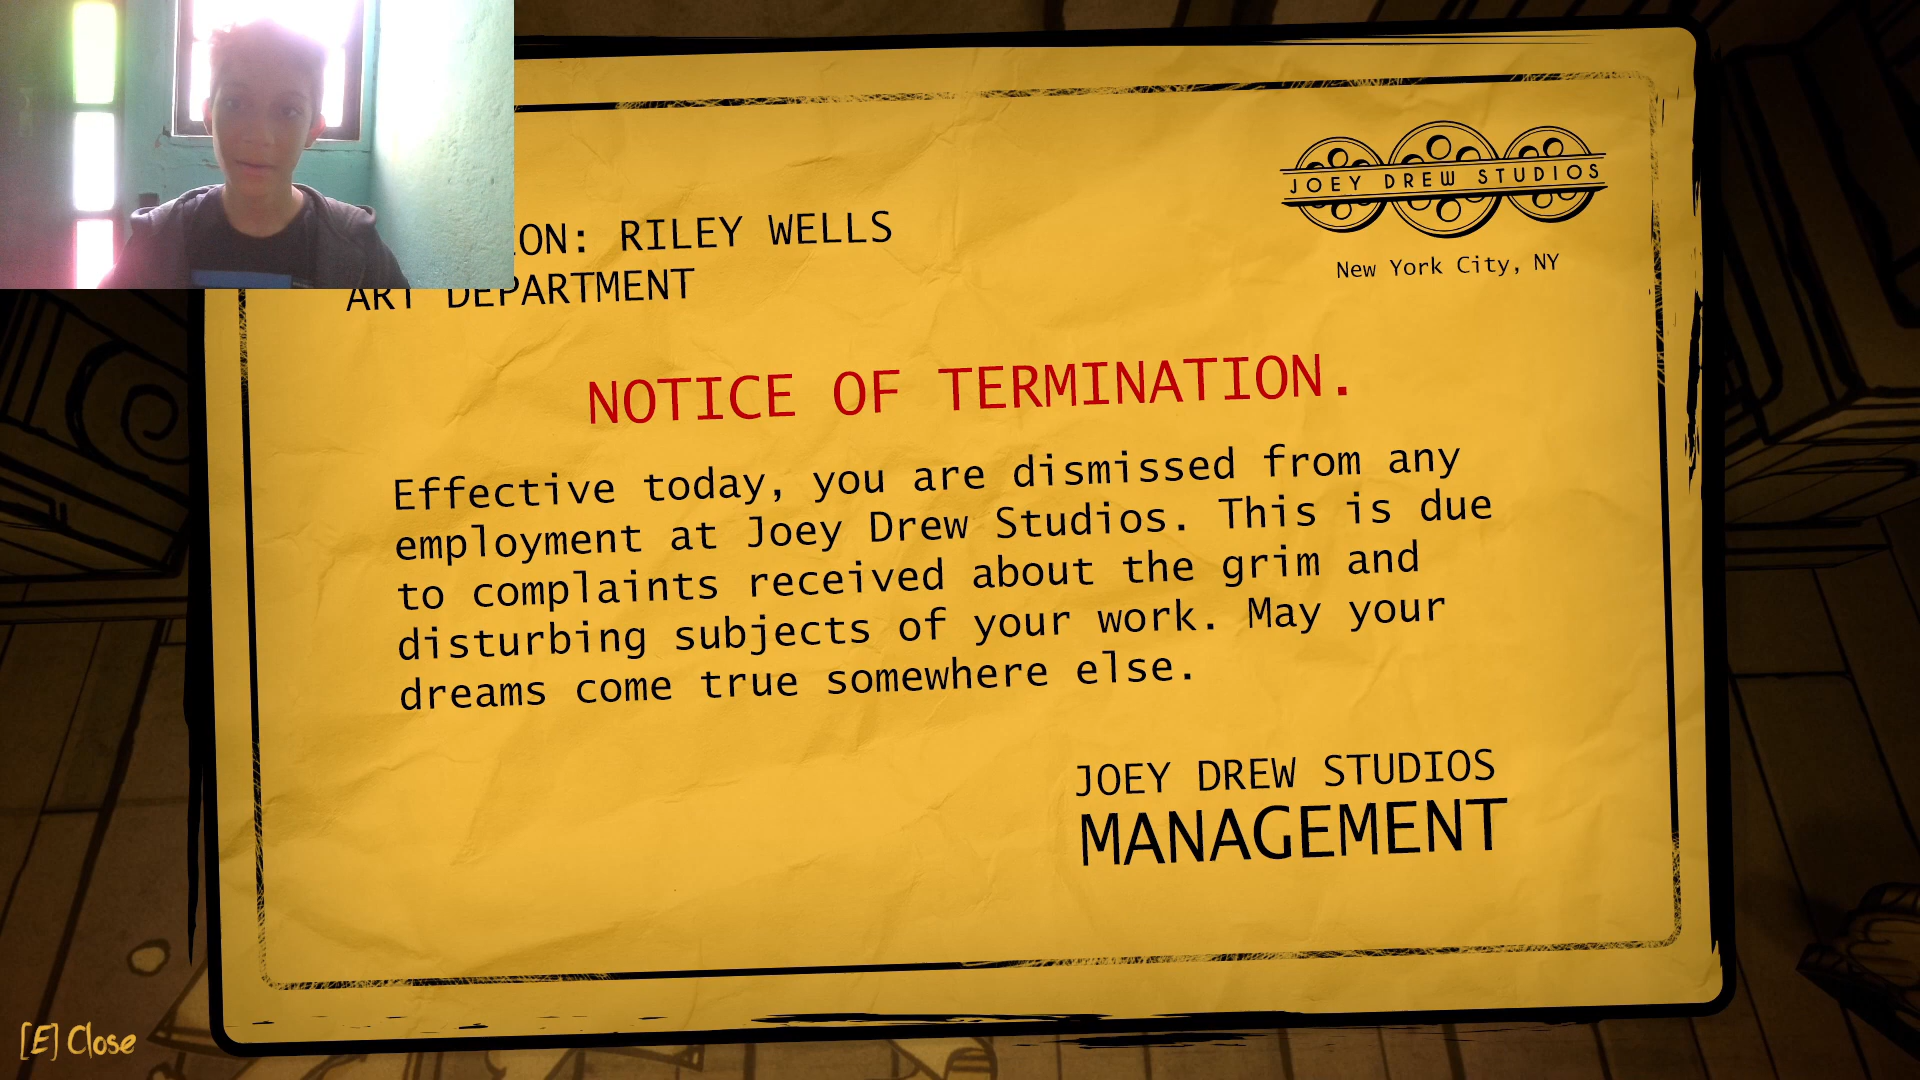 JOEY DREW STUDIOS
New York City, NY
RILEY WELLS
ART DEPARTMENT
NOTICE OF TERMINATION.
Effective today, you are dismissed from any
employment at Joey Drew Studios. This is due
to complaints received about the grim and
disturbing subjects of your work. May your
dreams come true somewhere else.
JOEY DREW STUDIOS
MANAGEMENT
[E] Close